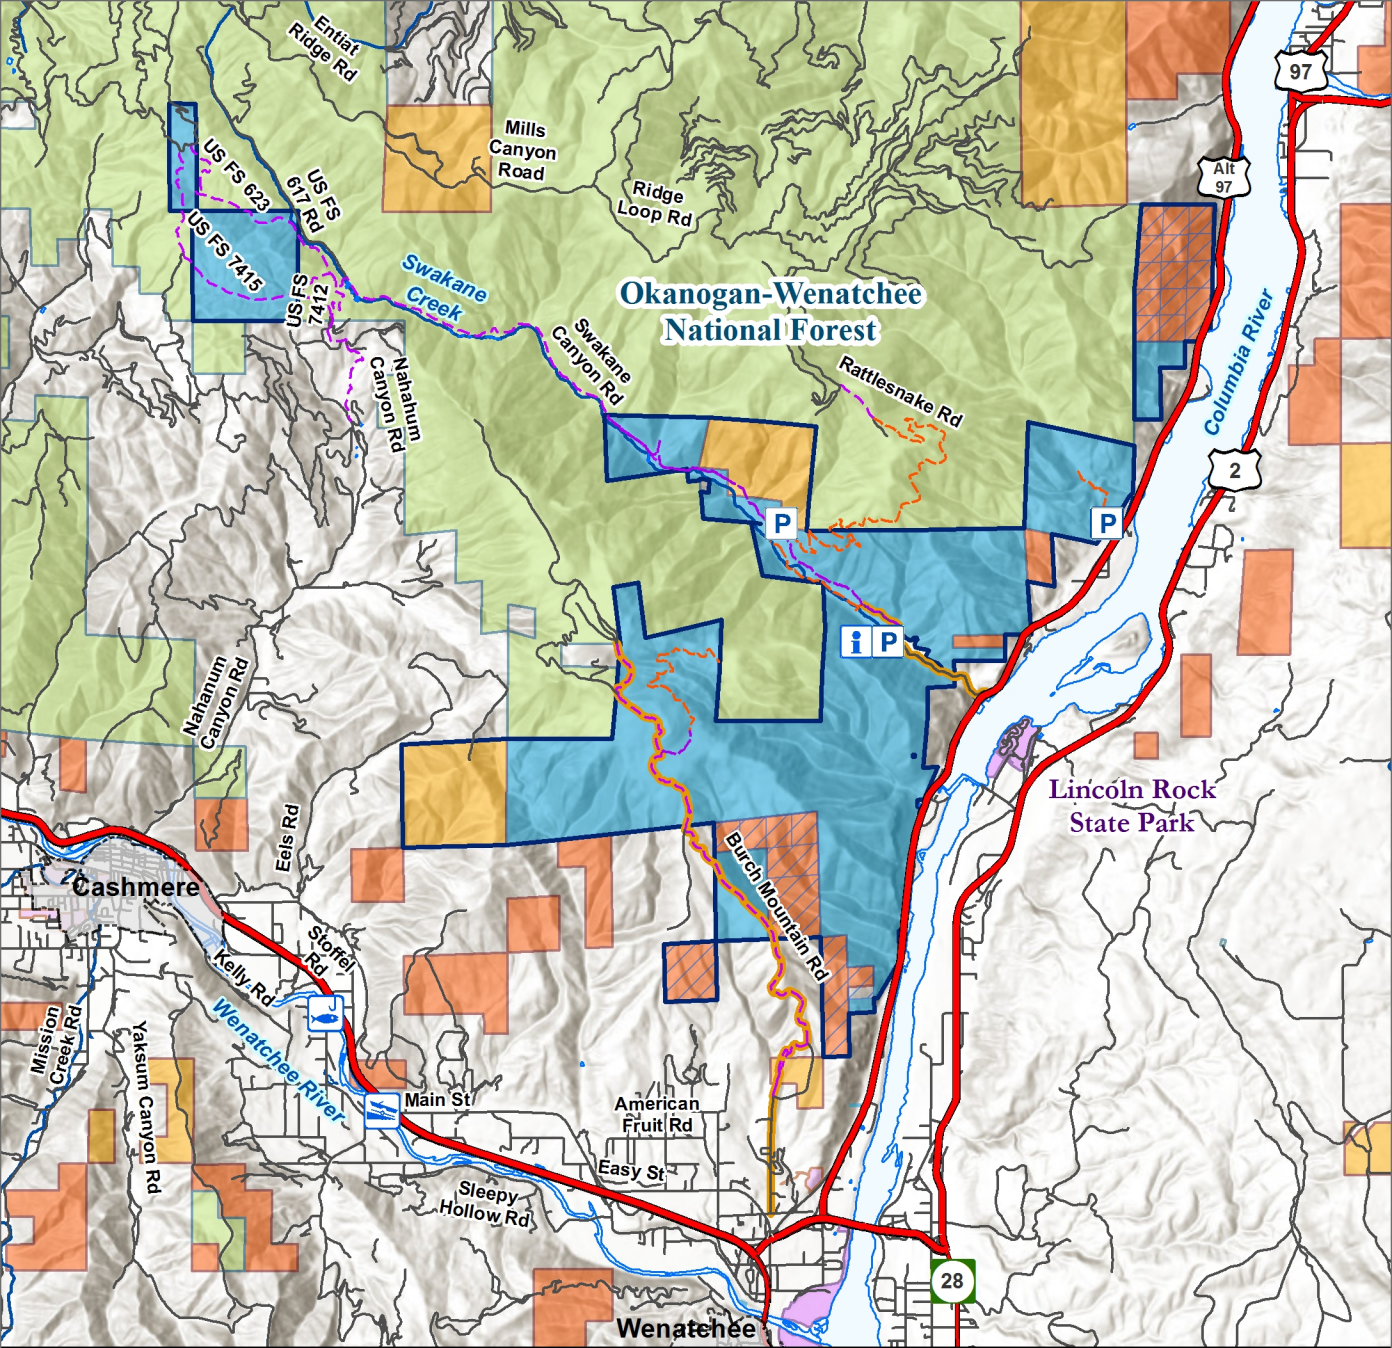 Entiat
Ridge Rd
97
Mills
Canyon
Road
Alt
97
US FS 623
US FS
617 Rd
Ridge
Loop Rd
US FS 7415
US FS
7412
Swakane
Creek
Okanogan-Wenatchee
National Forest
Columbia River
Swakane
Canyon Rd
Nahahum
Canyon Rd
Rattlesnake Rd
2
P
P
i
P
Nahanum
Canyon Rd
Lincoln Rock
State Park
Eels Rd
Burch Mountain Rd
Cashmere
Stoffel
Rd
Kelly Rd
Wenatchee River
Mission
Creek Rd
Yaksum Canyon Rd
Main St
American
Fruit Rd
Easy St
Sleepy
Hollow Rd
28
Wenatchee